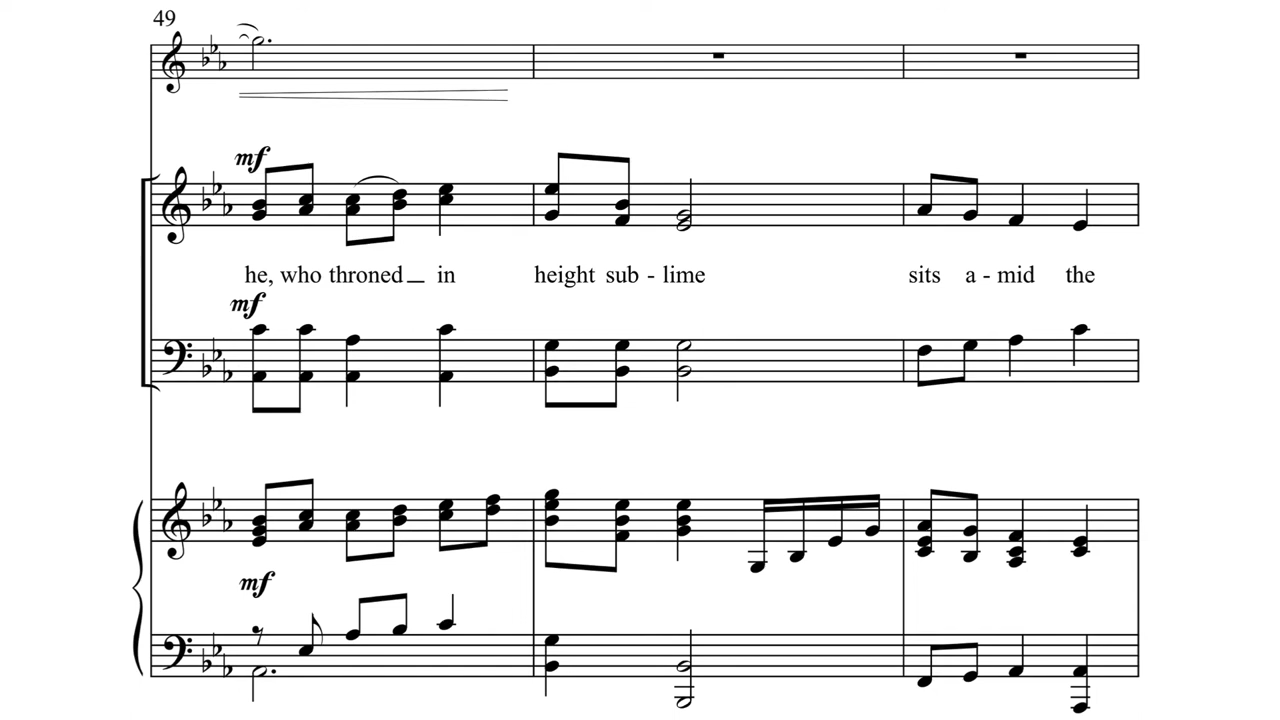 49
mf
he, who throned in height sub - lime sits a - mid the
mf
mf